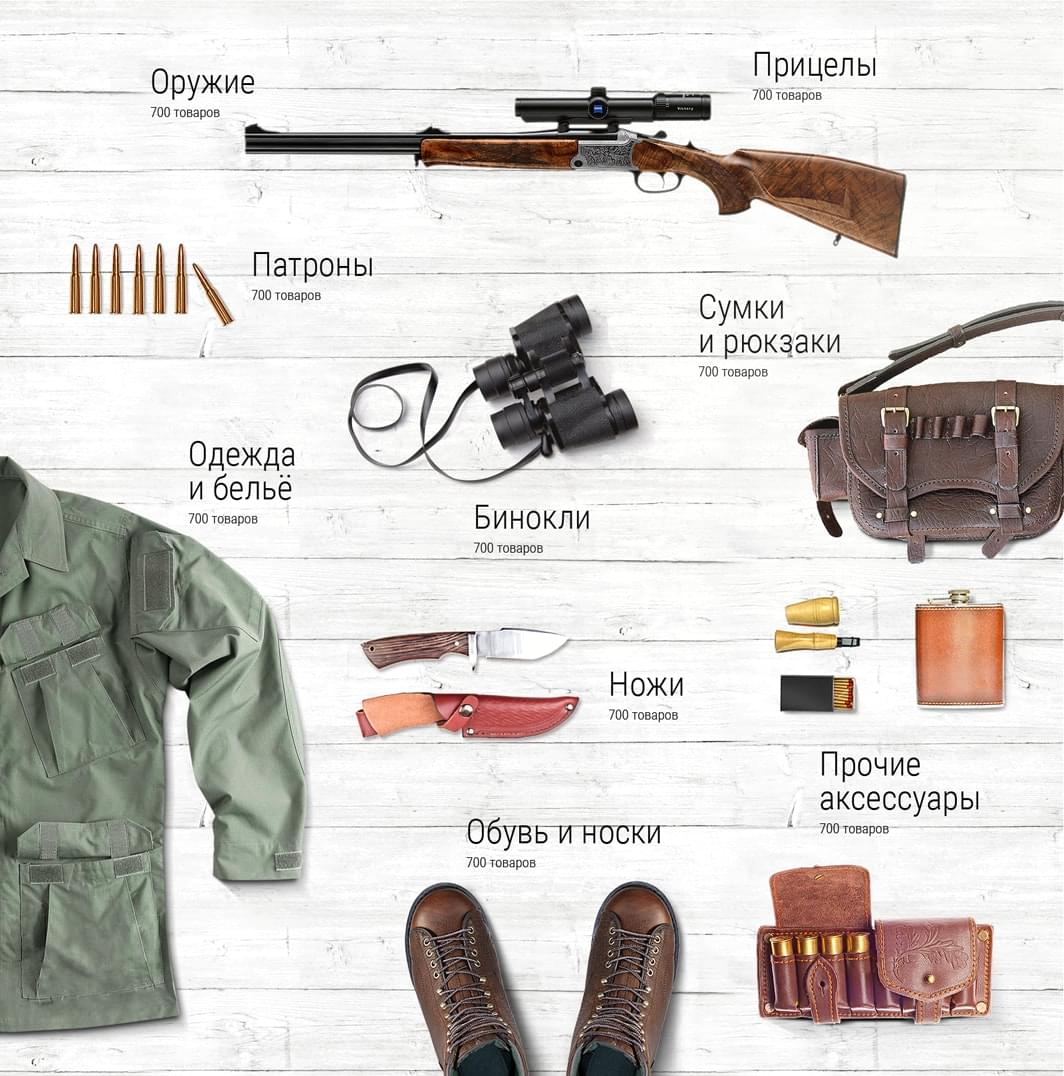 Оружие
700 товаров
Прицелы
700 товаров
Victory
Патроны
700 товаров
Сумки
и рюкзаки
700 товаров
Одежда
и бельё
700 товаров
Бинокли
700 товаров
Ножи
700 товаров
Прочие
аксессуары
700 товаров
Обувь и носки
700 товаров